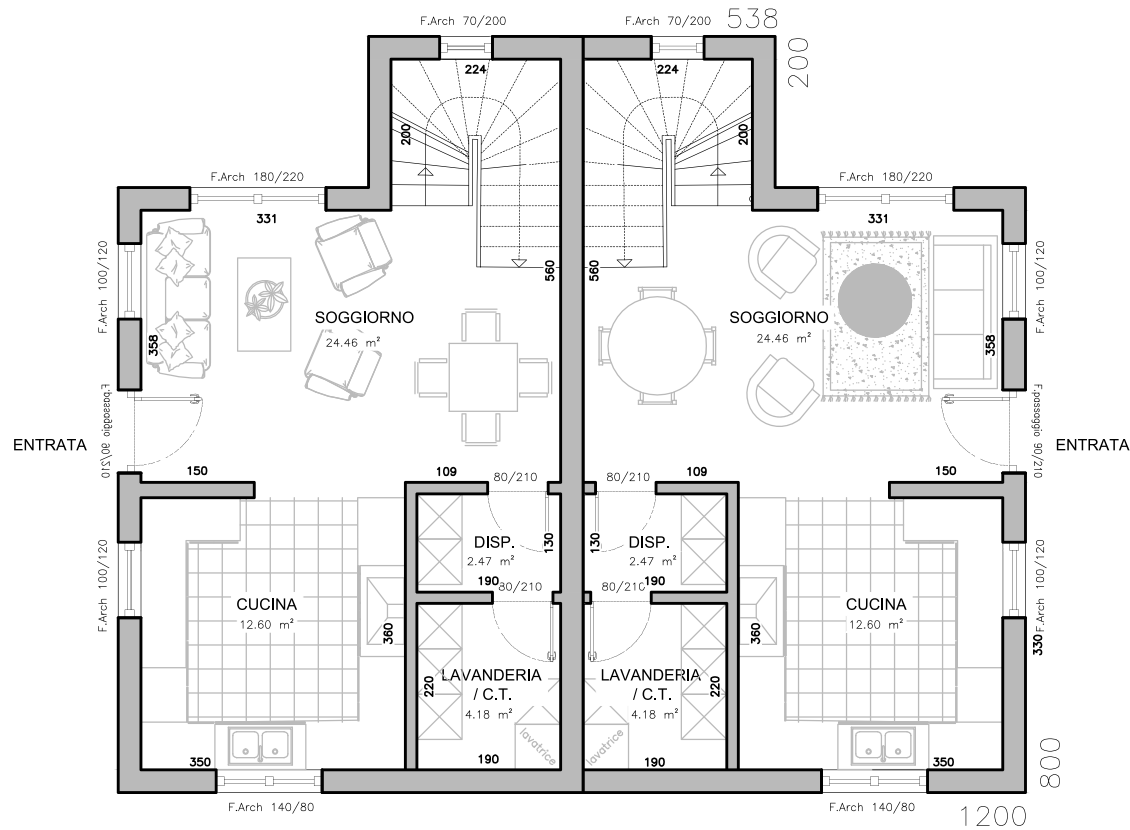 F.Arch 70/200
F.Arch 70/200
538
200
224
224
200
200
F.Arch 180/220
F.Arch 180/220
331
331
F.Arch 100/120
F.Arch 100/120
560
560
SOGGIORNO
24.46 m²
SOGGIORNO
24.46 m²
358
358
F.passaggio 90/210
F.passaggio 90/210
ENTRATA
ENTRATA
150
109
80/210
80/210
109
150
DISP.
2.47 m²
DISP.
2.47 m²
130
130
F.Arch 100/120
F.Arch 100/120
190
80/210
80/210
190
CUCINA
12.60 m²
CUCINA
12.60 m²
360
360
330
LAVANDERIA
/ C.T.
4.18 m²
LAVANDERIA
/ C.T.
4.18 m²
220
220
lavatrice
lavatrice
350
190
190
350
800
F.Arch 140/80
F.Arch 140/80
1200